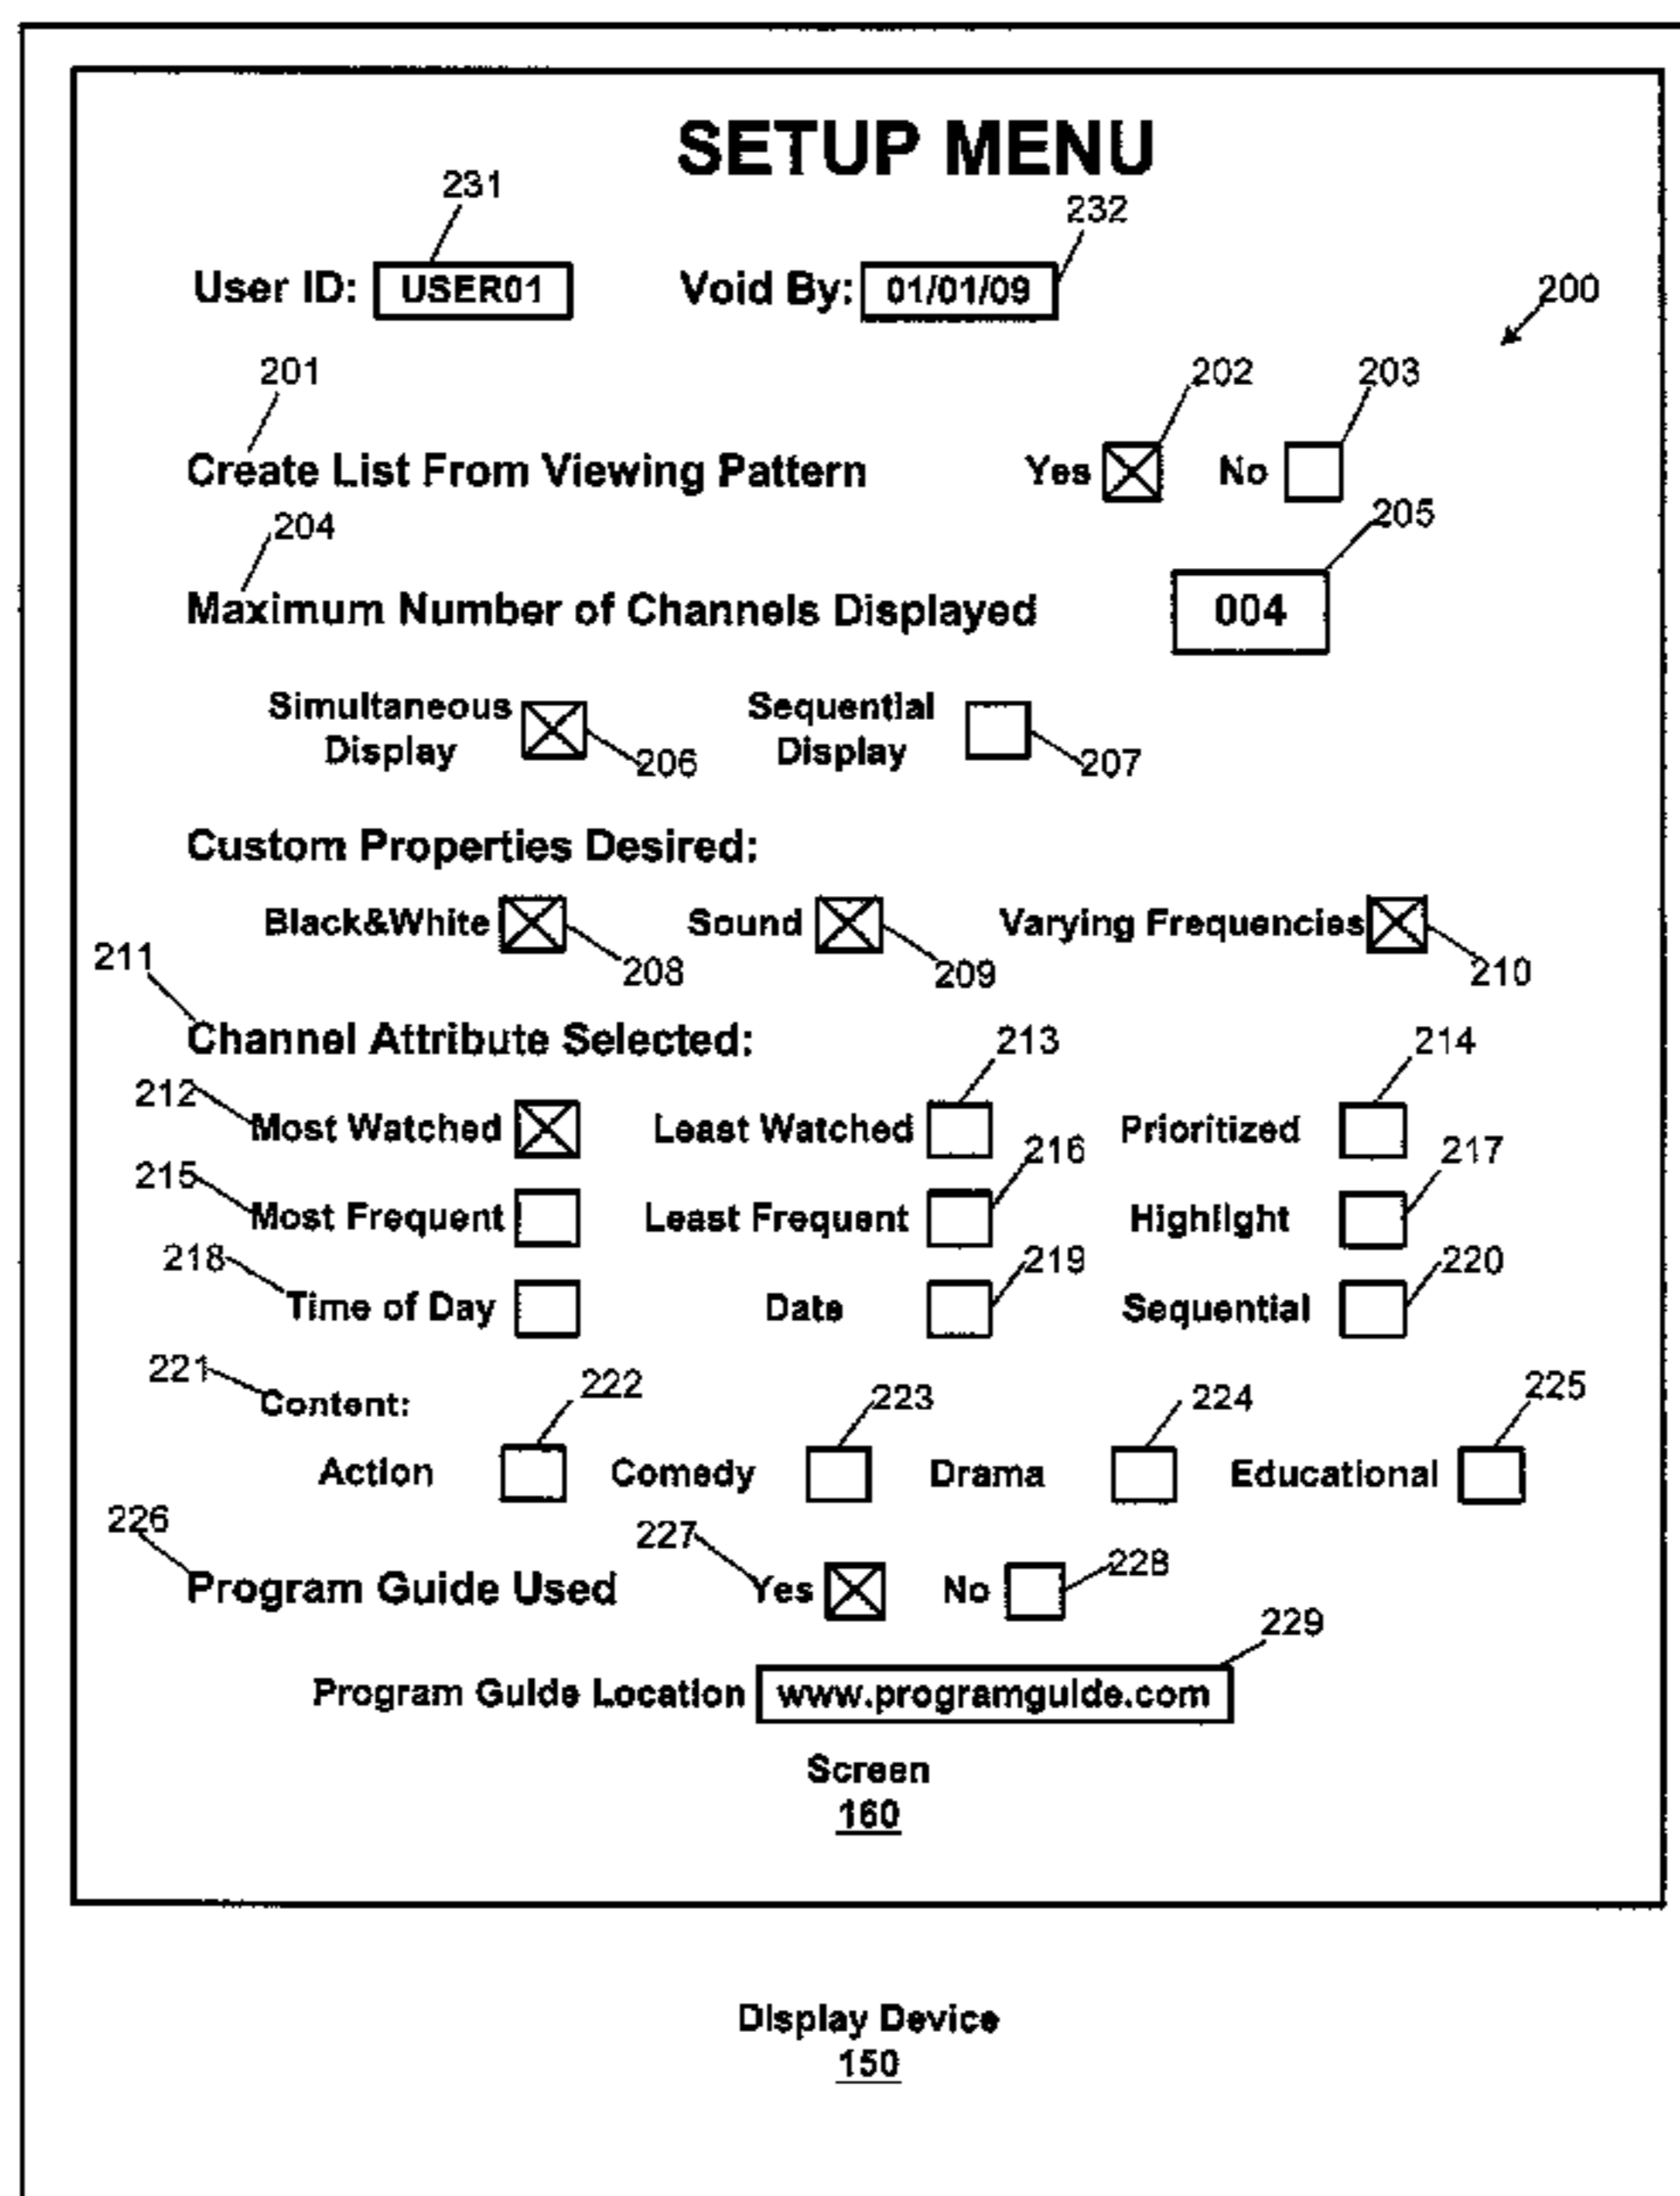 SETUP MENU
231
232
User ID: USER01 Void By: 01/01/09
200
201 202 203
Create List From Viewing Pattern Yes No
204 205
Maximum Number of Channels Displayed 004
Simultaneous Display 206 Sequential Display 207
Custom Properties Desired:
Black&White Sound Varying Frequencies
208 209 210
211
Channel Attribute Selected: 213 214
212 Most Watched Least Watched Prioritized
216 217
215 Most Frequent Least Frequent Highlight
218 219 220
Time of Day Date Sequential
221 Content: 222 223 224 225
Action Comedy Drama Educational
226 227 228
Program Guide Used Yes No
229
Program Guide Location www.programguide.com
Screen
160
Display Device
150